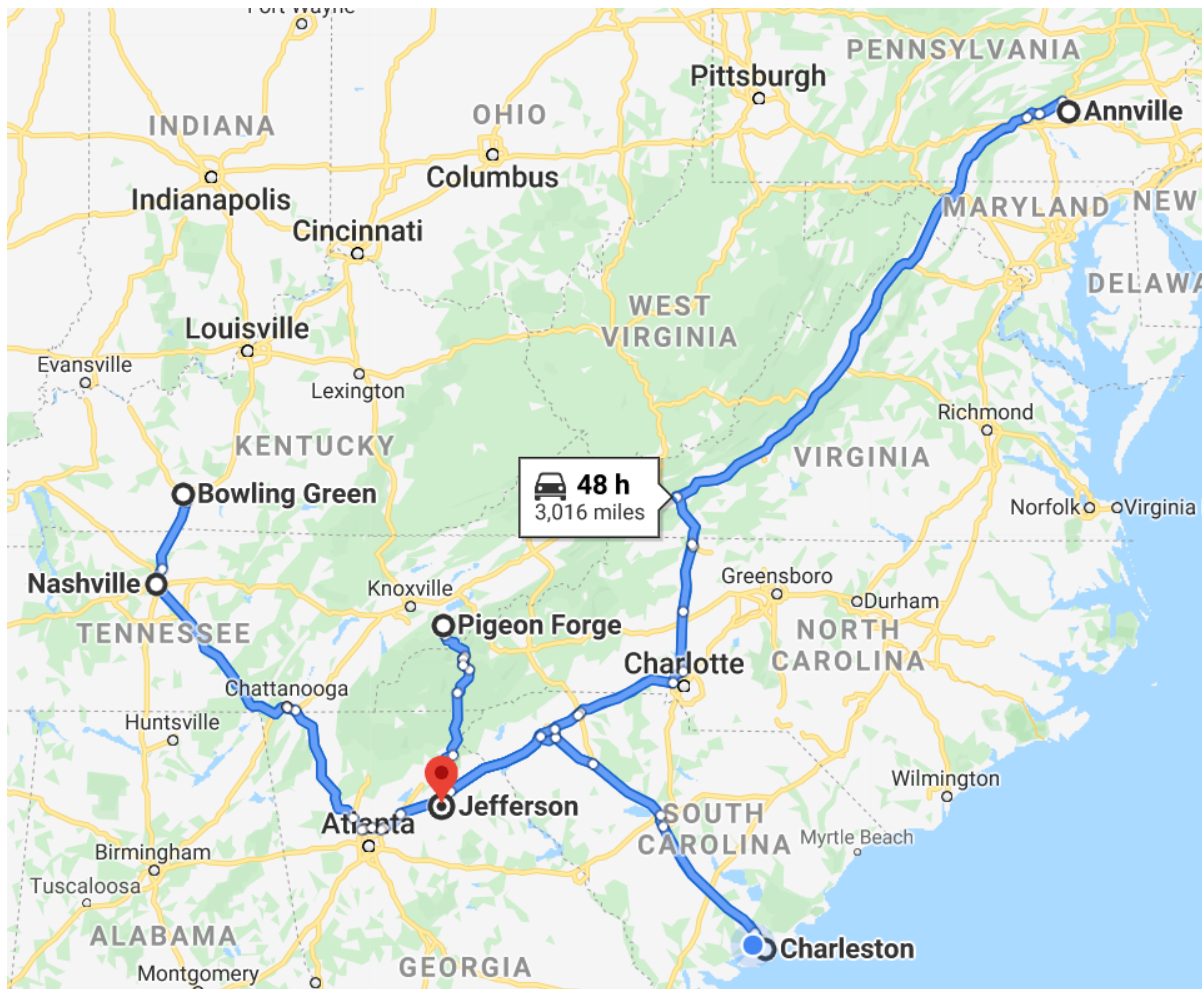 Fort Wayne
PENNSYLVANIA
Pittsburgh
Annville
OHIO
INDIANA
Columbus
Indianapolis
MARYLAND
NEW
Cincinnati
DELAWA
WEST
VIRGINIA
Louisville
Evansville
Lexington
Richmond
KENTUCKY
VIRGINIA
48 h
3,016 miles
Bowling Green
Norfolk
Virginia
Nashville
Knoxville
Greensboro
Durham
TENNESSEE
Pigeon Forge
NORTH
CAROLINA
Charlotte
Chattanooga
Huntsville
Wilmington
Jefferson
SOUTH
CAROLINA
Atlanta
Myrtle Beach
Birmingham
Tuscaloosa
ALABAMA
Charleston
GEORGIA
Montgomery